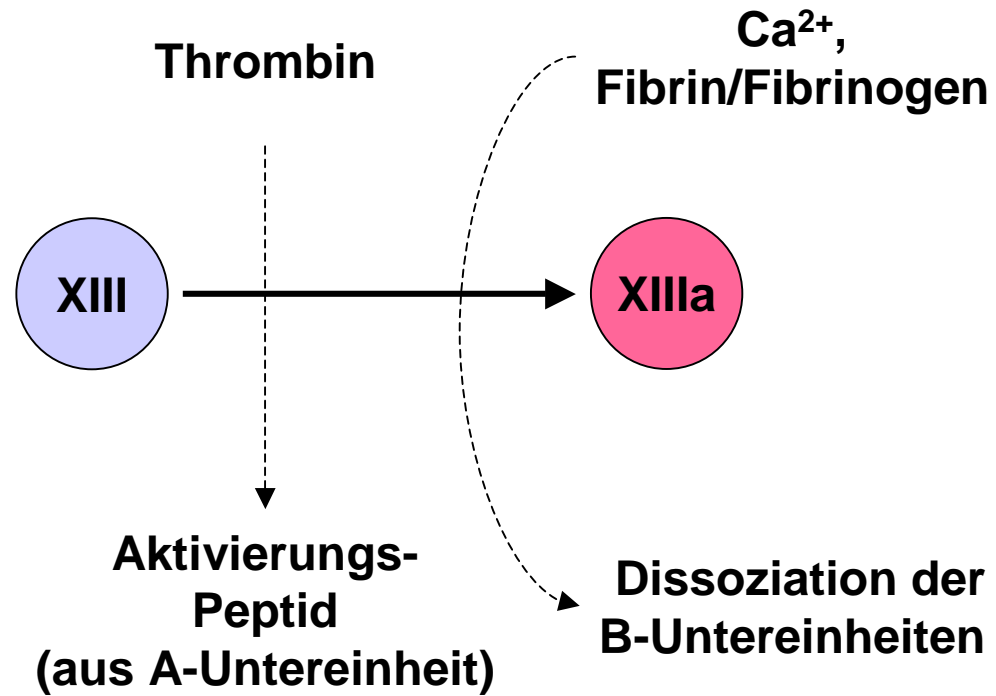 Thrombin
Ca²⁺,
Fibrin/Fibrinogen
XIII
XIIIa
Aktivierungs-
Peptid
(aus A-Untereinheit)
Dissoziation der
B-Untereinheiten